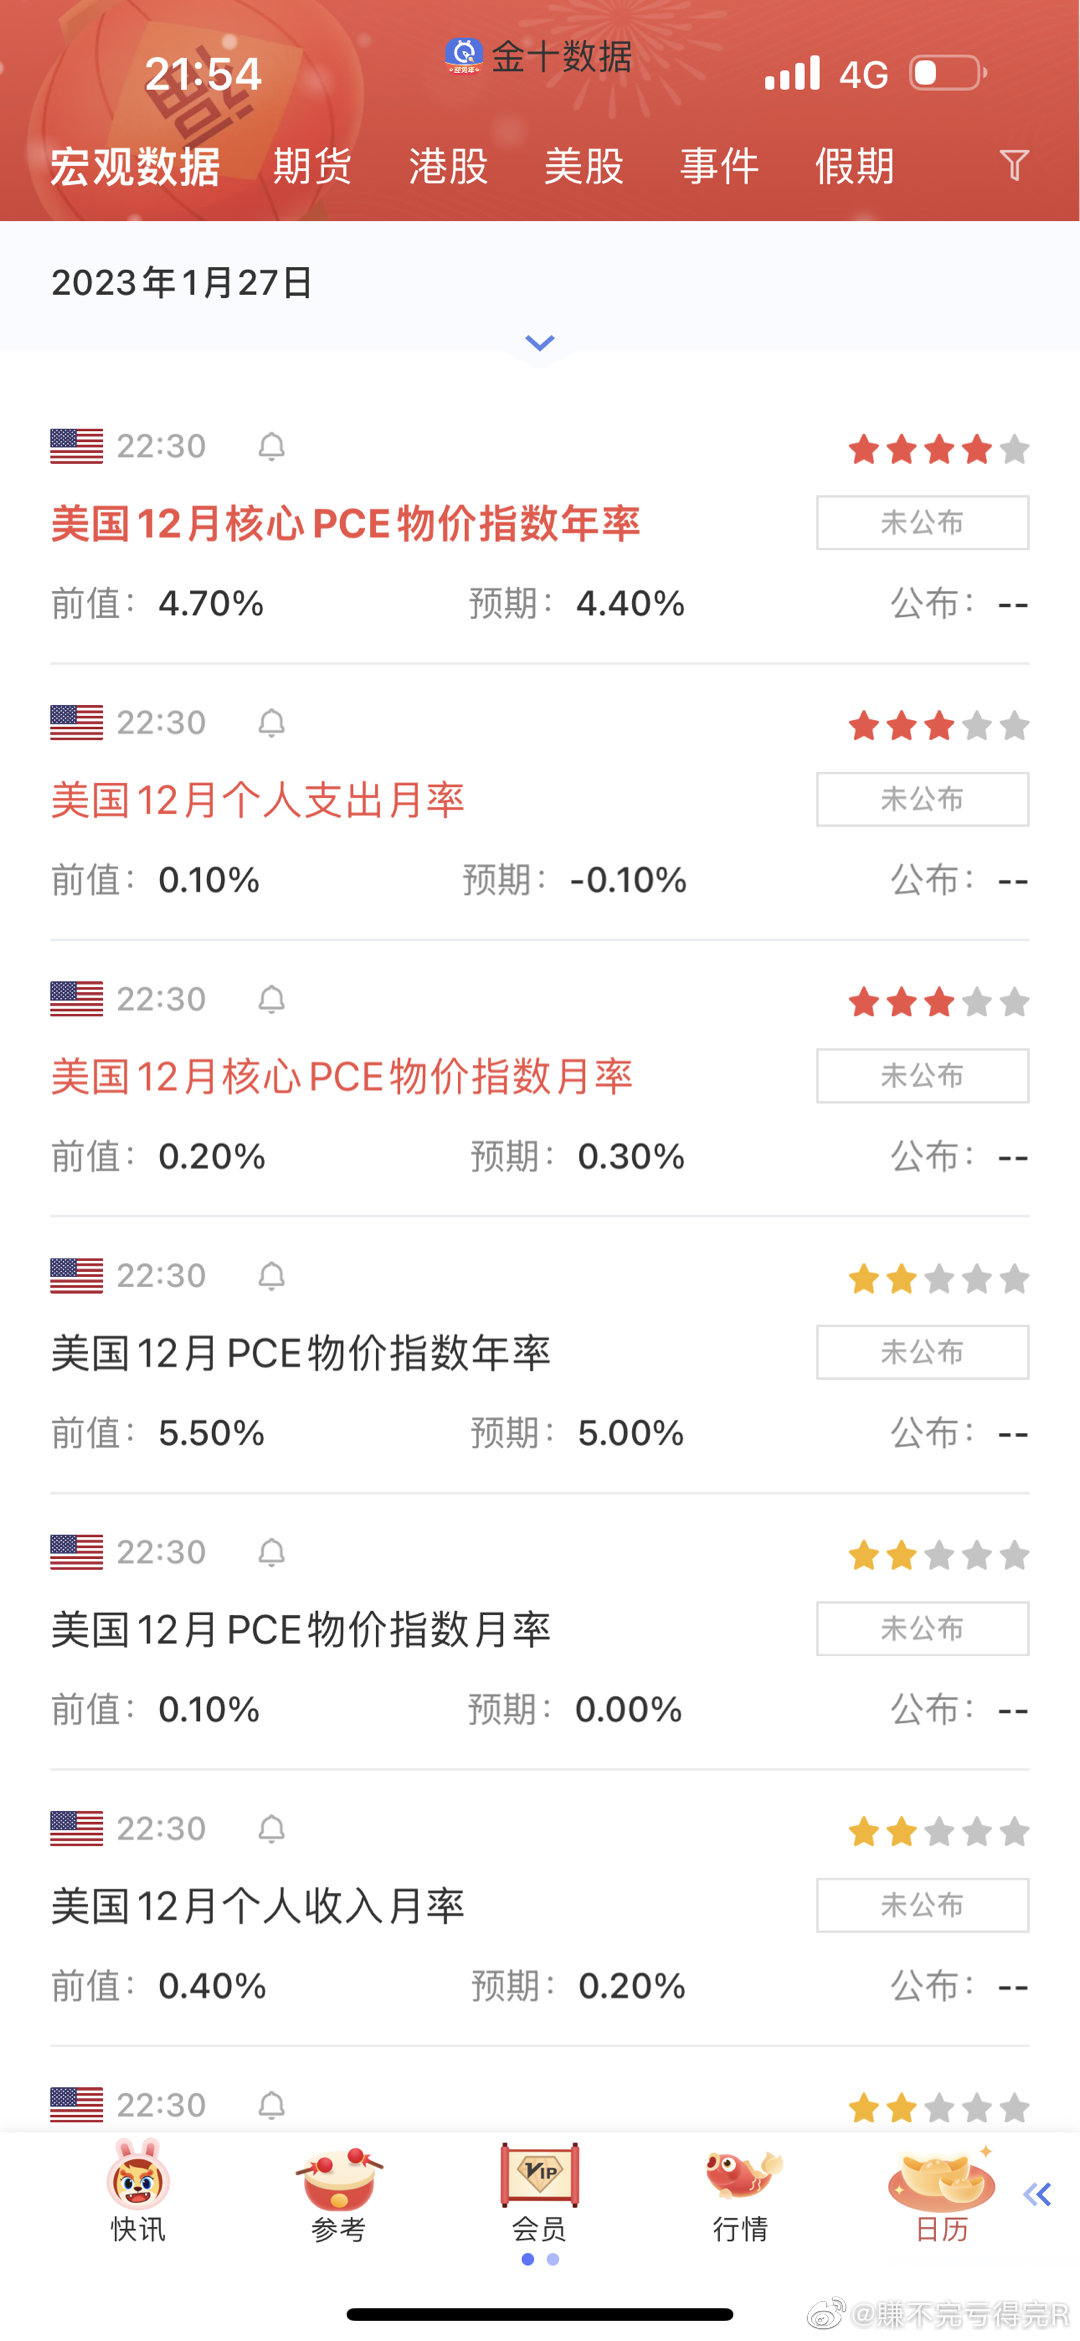 21:54
金十数据
4G
宏观数据 期货 港股 美股 事件 假期
2023年1月27日
22:30
美国12月核心PCE物价指数年率
未公布
前值: 4.70% 预期: 4.40% 公布: --
22:30
美国12月个人支出月率
未公布
前值: 0.10% 预期: -0.10% 公布: --
22:30
美国12月核心PCE物价指数月率
未公布
前值: 0.20% 预期: 0.30% 公布: --
22:30
美国12月PCE物价指数年率
未公布
前值: 5.50% 预期: 5.00% 公布: --
22:30
美国12月PCE物价指数月率
未公布
前值: 0.10% 预期: 0.00% 公布: --
22:30
美国12月个人收入月率
未公布
前值: 0.40% 预期: 0.20% 公布: --
22:30
VIP
快讯 参考 会员 行情 日历
@賺不完亏得完R